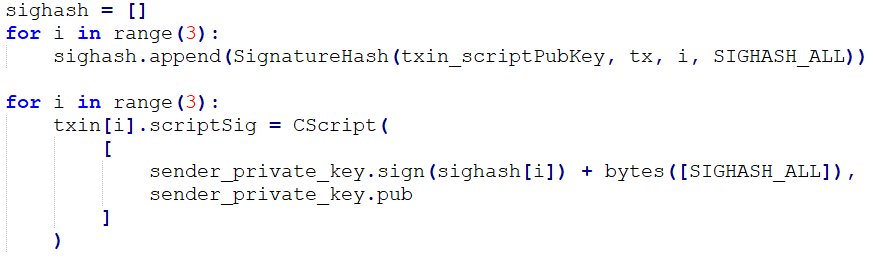 sighash = []
for i in range(3):
    sighash.append(SignatureHash(txin_scriptPubKey, tx, i, SIGHASH_ALL))

for i in range(3):
    txin[i].scriptSig = CScript(
        [
            sender_private_key.sign(sighash[i]) + bytes([SIGHASH_ALL]),
            sender_private_key.pub
        ]
    )